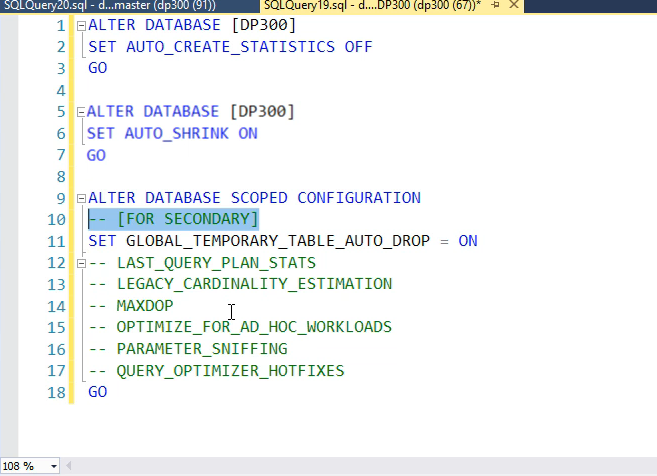 SQLQuery20.sql - d...master (dp300 (91)) SQLQuery19.sql - d....DP300 (dp300 (67))*
1 ALTER DATABASE [DP300]
2 SET AUTO_CREATE_STATISTICS OFF
3 GO
4
5 ALTER DATABASE [DP300]
6 SET AUTO_SHRINK ON
7 GO
8
9 ALTER DATABASE SCOPED CONFIGURATION
10 -- [FOR SECONDARY]
11 SET GLOBAL_TEMPORARY_TABLE_AUTO_DROP = ON
12 -- LAST_QUERY_PLAN_STATS
13 -- LEGACY_CARDINALITY_ESTIMATION
14 -- MAXDOP
15 -- OPTIMIZE_FOR_AD_HOC_WORKLOADS
16 -- PARAMETER_SNIFFING
17 -- QUERY_OPTIMIZER_HOTFIXES
18 GO
108 %